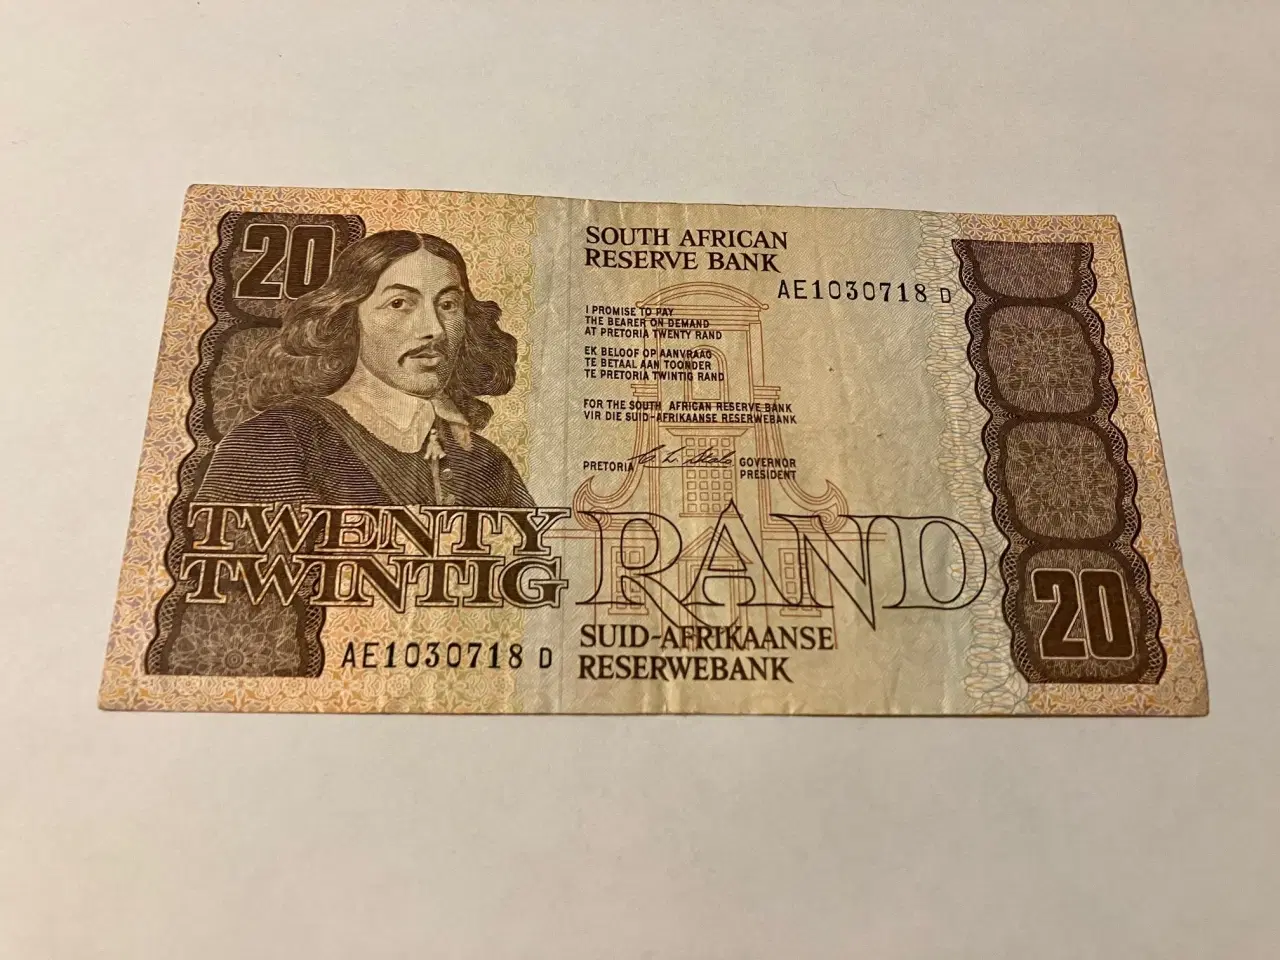 20
SOUTH AFRICAN
RESERVE BANK
AE1030718 D
I PROMISE TO PAY
THE BEARER ON DEMAND
AT PRETORIA TWENTY RAND
EK BELOOF OP AANVRAAG
TE BETAAL AAN TOONDER
TE PRETORIA TWINTIG RAND
FOR THE SOUTH AFRICAN RESERVE BANK
VIR DIE SUID-AFRIKAANSE RESERWEBANK
PRETORIA GOVERNOR
PRESIDENT
TWENTY
TWINTIG
RAND
20
AE1030718 D
SUID-AFRIKAANSE
RESERWEBANK